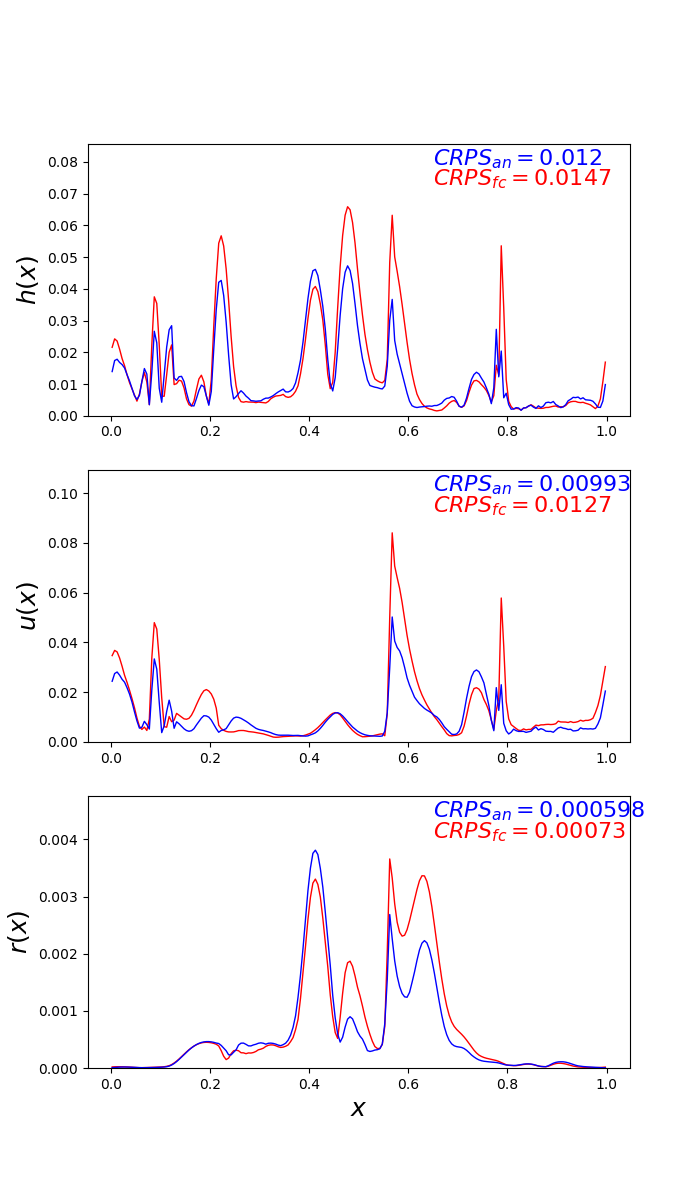 CRPS_an = 0.012
CRPS_fc = 0.0147
0.08
0.07
0.06
0.05
0.04
0.03
0.02
0.01
0.00
h(x)
0.0 0.2 0.4 0.6 0.8 1.0
CRPS_an = 0.00993
CRPS_fc = 0.0127
0.10
0.08
0.06
0.04
0.02
0.00
u(x)
0.0 0.2 0.4 0.6 0.8 1.0
CRPS_an = 0.000598
CRPS_fc = 0.00073
0.004
0.003
0.002
0.001
0.000
r(x)
0.0 0.2 0.4 0.6 0.8 1.0
x